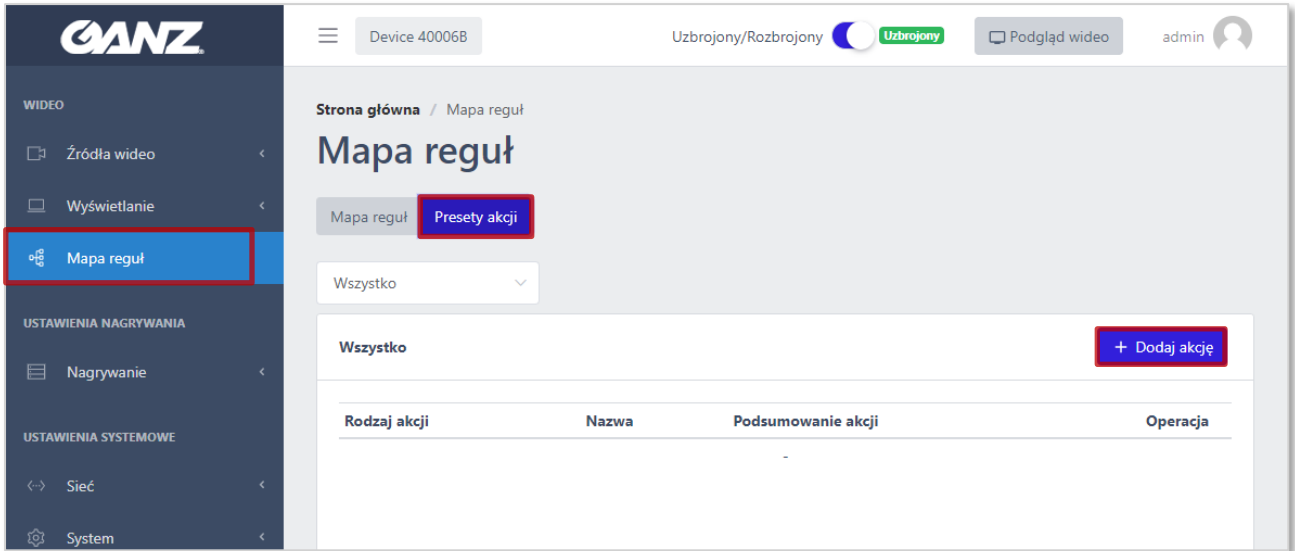 GANZ
Device 40006B
Uzbrojony/Rozbrojony
Uzbrojony
Podgląd wideo
admin
WIDEO
Źródła wideo
Wyświetlanie
Mapa reguł
USTAWIENIA NAGRYWANIA
Nagrywanie
USTAWIENIA SYSTEMOWE
Sieć
System
Strona główna / Mapa reguł
Mapa reguł
Mapa reguł
Presety akcji
Wszystko
Wszystko
+ Dodaj akcję
Rodzaj akcji Nazwa Podsumowanie akcji Operacja
-